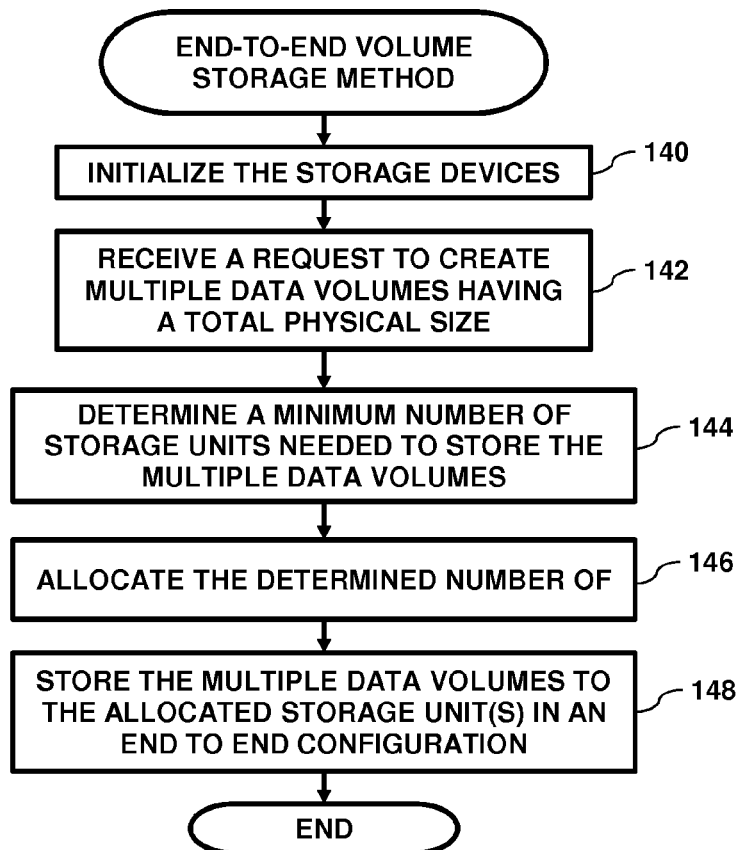 END-TO-END VOLUME
STORAGE METHOD
INITIALIZE THE STORAGE DEVICES
140
RECEIVE A REQUEST TO CREATE
MULTIPLE DATA VOLUMES HAVING
A TOTAL PHYSICAL SIZE
142
DETERMINE A MINIMUM NUMBER OF
STORAGE UNITS NEEDED TO STORE THE
MULTIPLE DATA VOLUMES
144
ALLOCATE THE DETERMINED NUMBER OF
146
STORE THE MULTIPLE DATA VOLUMES TO
THE ALLOCATED STORAGE UNIT(S) IN AN
END TO END CONFIGURATION
148
END